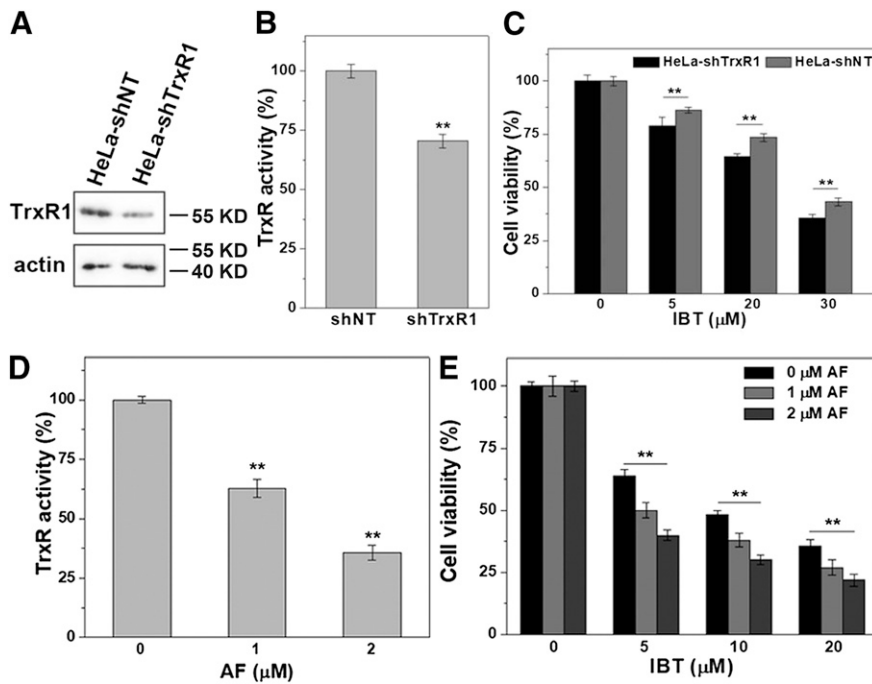 A
HeLa-shNT
HeLa-shTrxR1
TrxR1
55 KD
actin
55 KD
40 KD
B
TrxR activity (%)
100
75
50
25
0
**
shNT
shTrxR1
C
HeLa-shTrxR1 HeLa-shNT
Cell viability (%)
100
75
50
25
0
**
**
**
0 5 20 30
IBT (μM)
D
TrxR activity (%)
100
75
50
25
0
**
**
0 1 2
AF (μM)
E
0 μM AF
1 μM AF
2 μM AF
Cell viability (%)
100
75
50
25
0
**
**
**
0 5 10 20
IBT (μM)